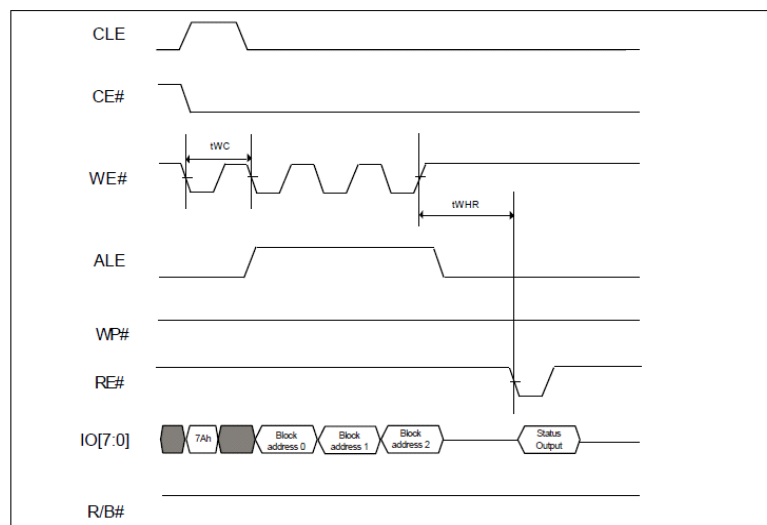 CLE
CE#
tWC
WE#
tWHR
ALE
WP#
RE#
IO[7:0]
7Ah
Block
address 0
Block
address 1
Block
address 2
Status
Output
R/B#